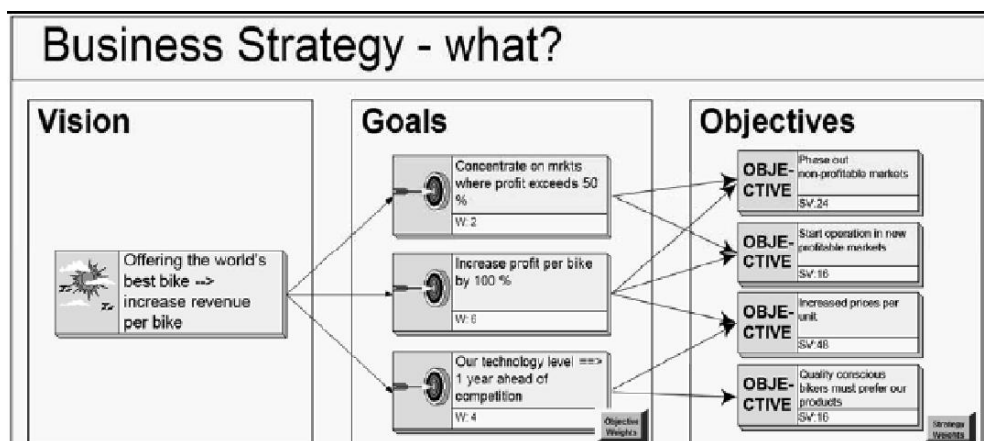 Business Strategy - what?
Vision
Offering the world's
best bike -->
increase revenue
per bike
Goals
Concentrate on mrkts
where profit exceeds 50
%
W: 2
Increase profit per bike
by 100 %
W:
Our technology level ==>
1 year ahead of
competition
W: 4
Objective
Weights
Objectives
OBJE-
CTIVE
Phase out
non-profitable markets
SV:24
OBJE-
CTIVE
Start operation in new
profitable markets
SV:16
OBJE-
CTIVE
Increased prices per
unit
SV:48
OBJE-
CTIVE
Quality conscious
bikers must prefer our
products
SV:16
Strategy
Weights